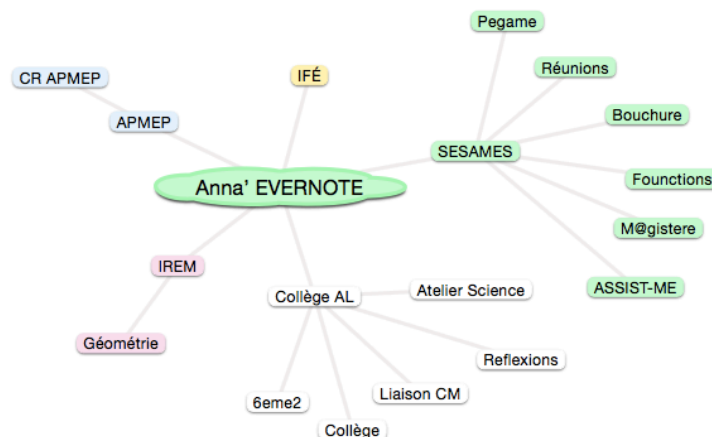 Pegame
CR APMEP
IFÉ
Réunions
APMEP
Bouchure
SESAMES
Anna' EVERNOTE
Founctions
M@gistere
IREM
Collège AL
Atelier Science
ASSIST-ME
Géométrie
Reflexions
6eme2
Liaison CM
Collège